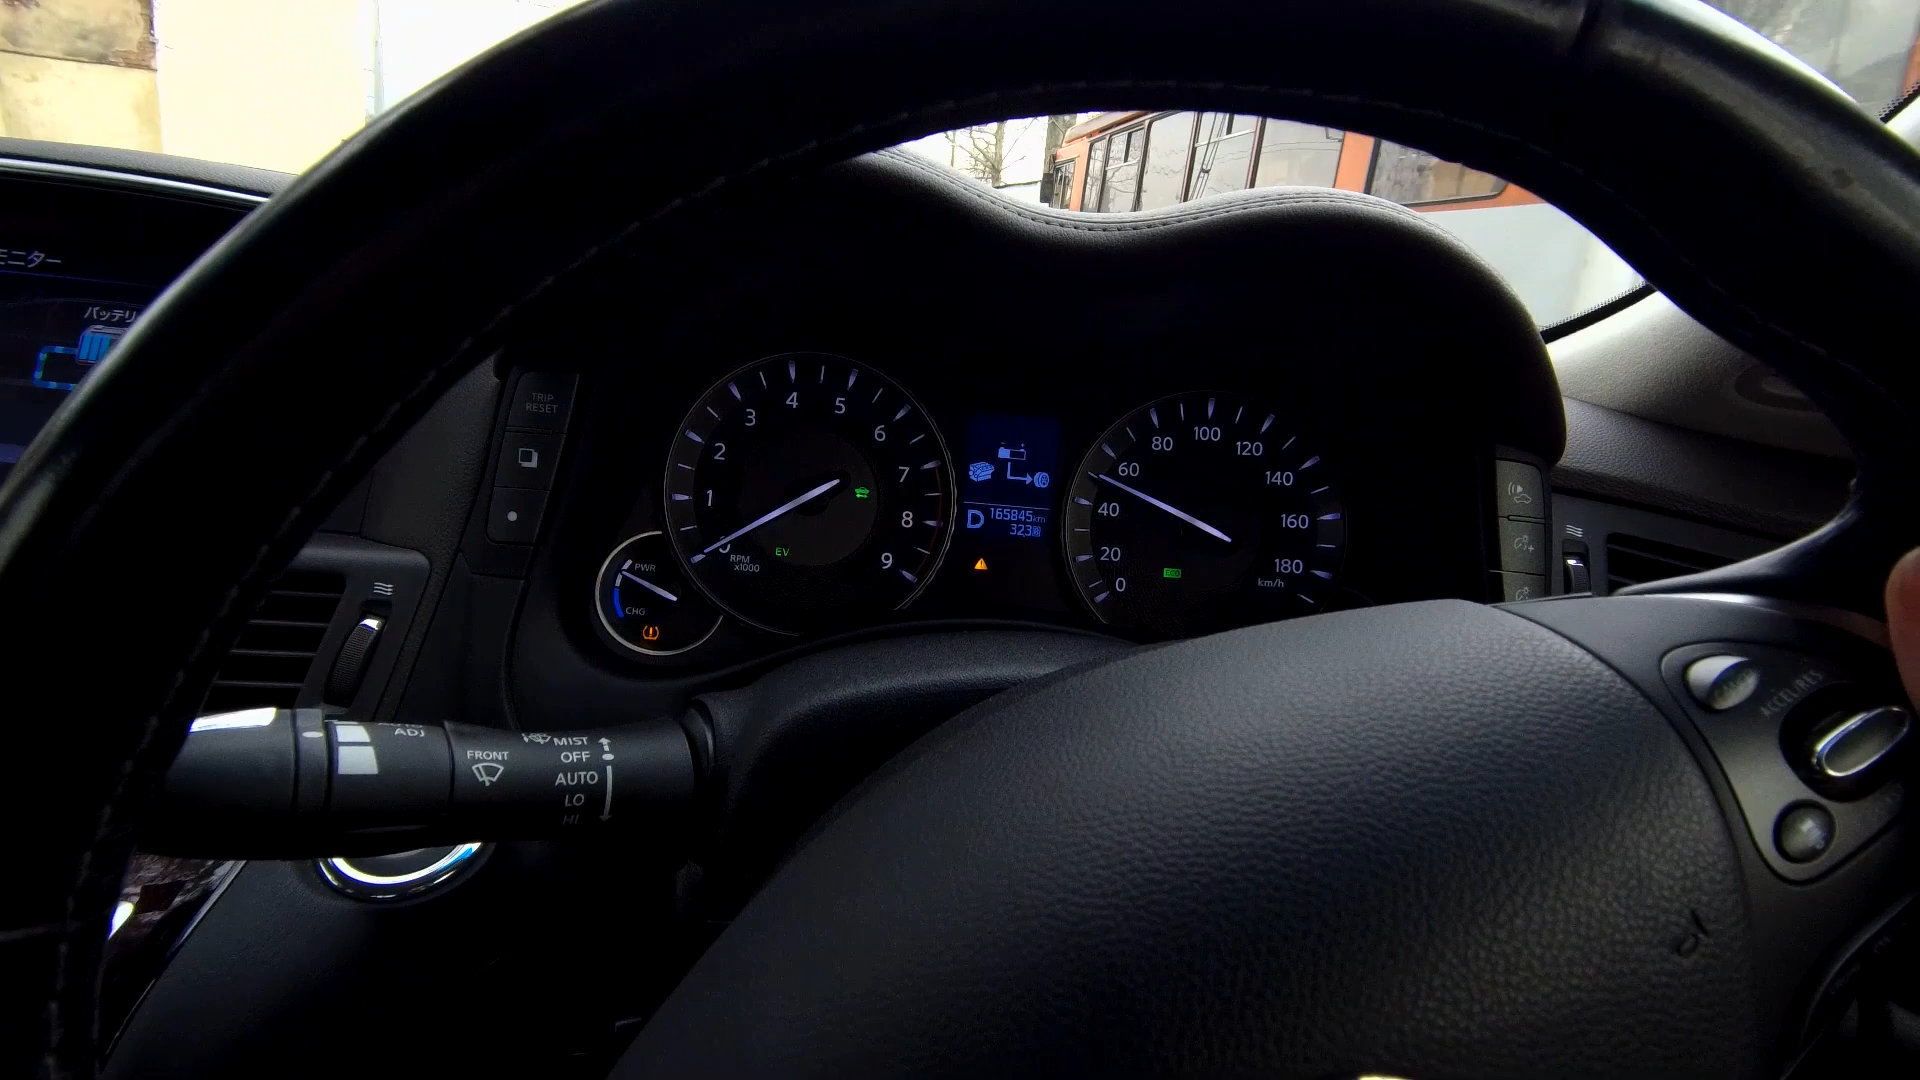 モニター
バッテリ
TRIP
RESET
1
2
3
4
5
6
7
8
9
RPM
x1000
EV
PWR
CHG
D
165845km
323
0
20
40
60
80
100
120
140
160
180
km/h
ADJ
FRONT
MIST
OFF
AUTO
LO
HI
ACCEL/RES